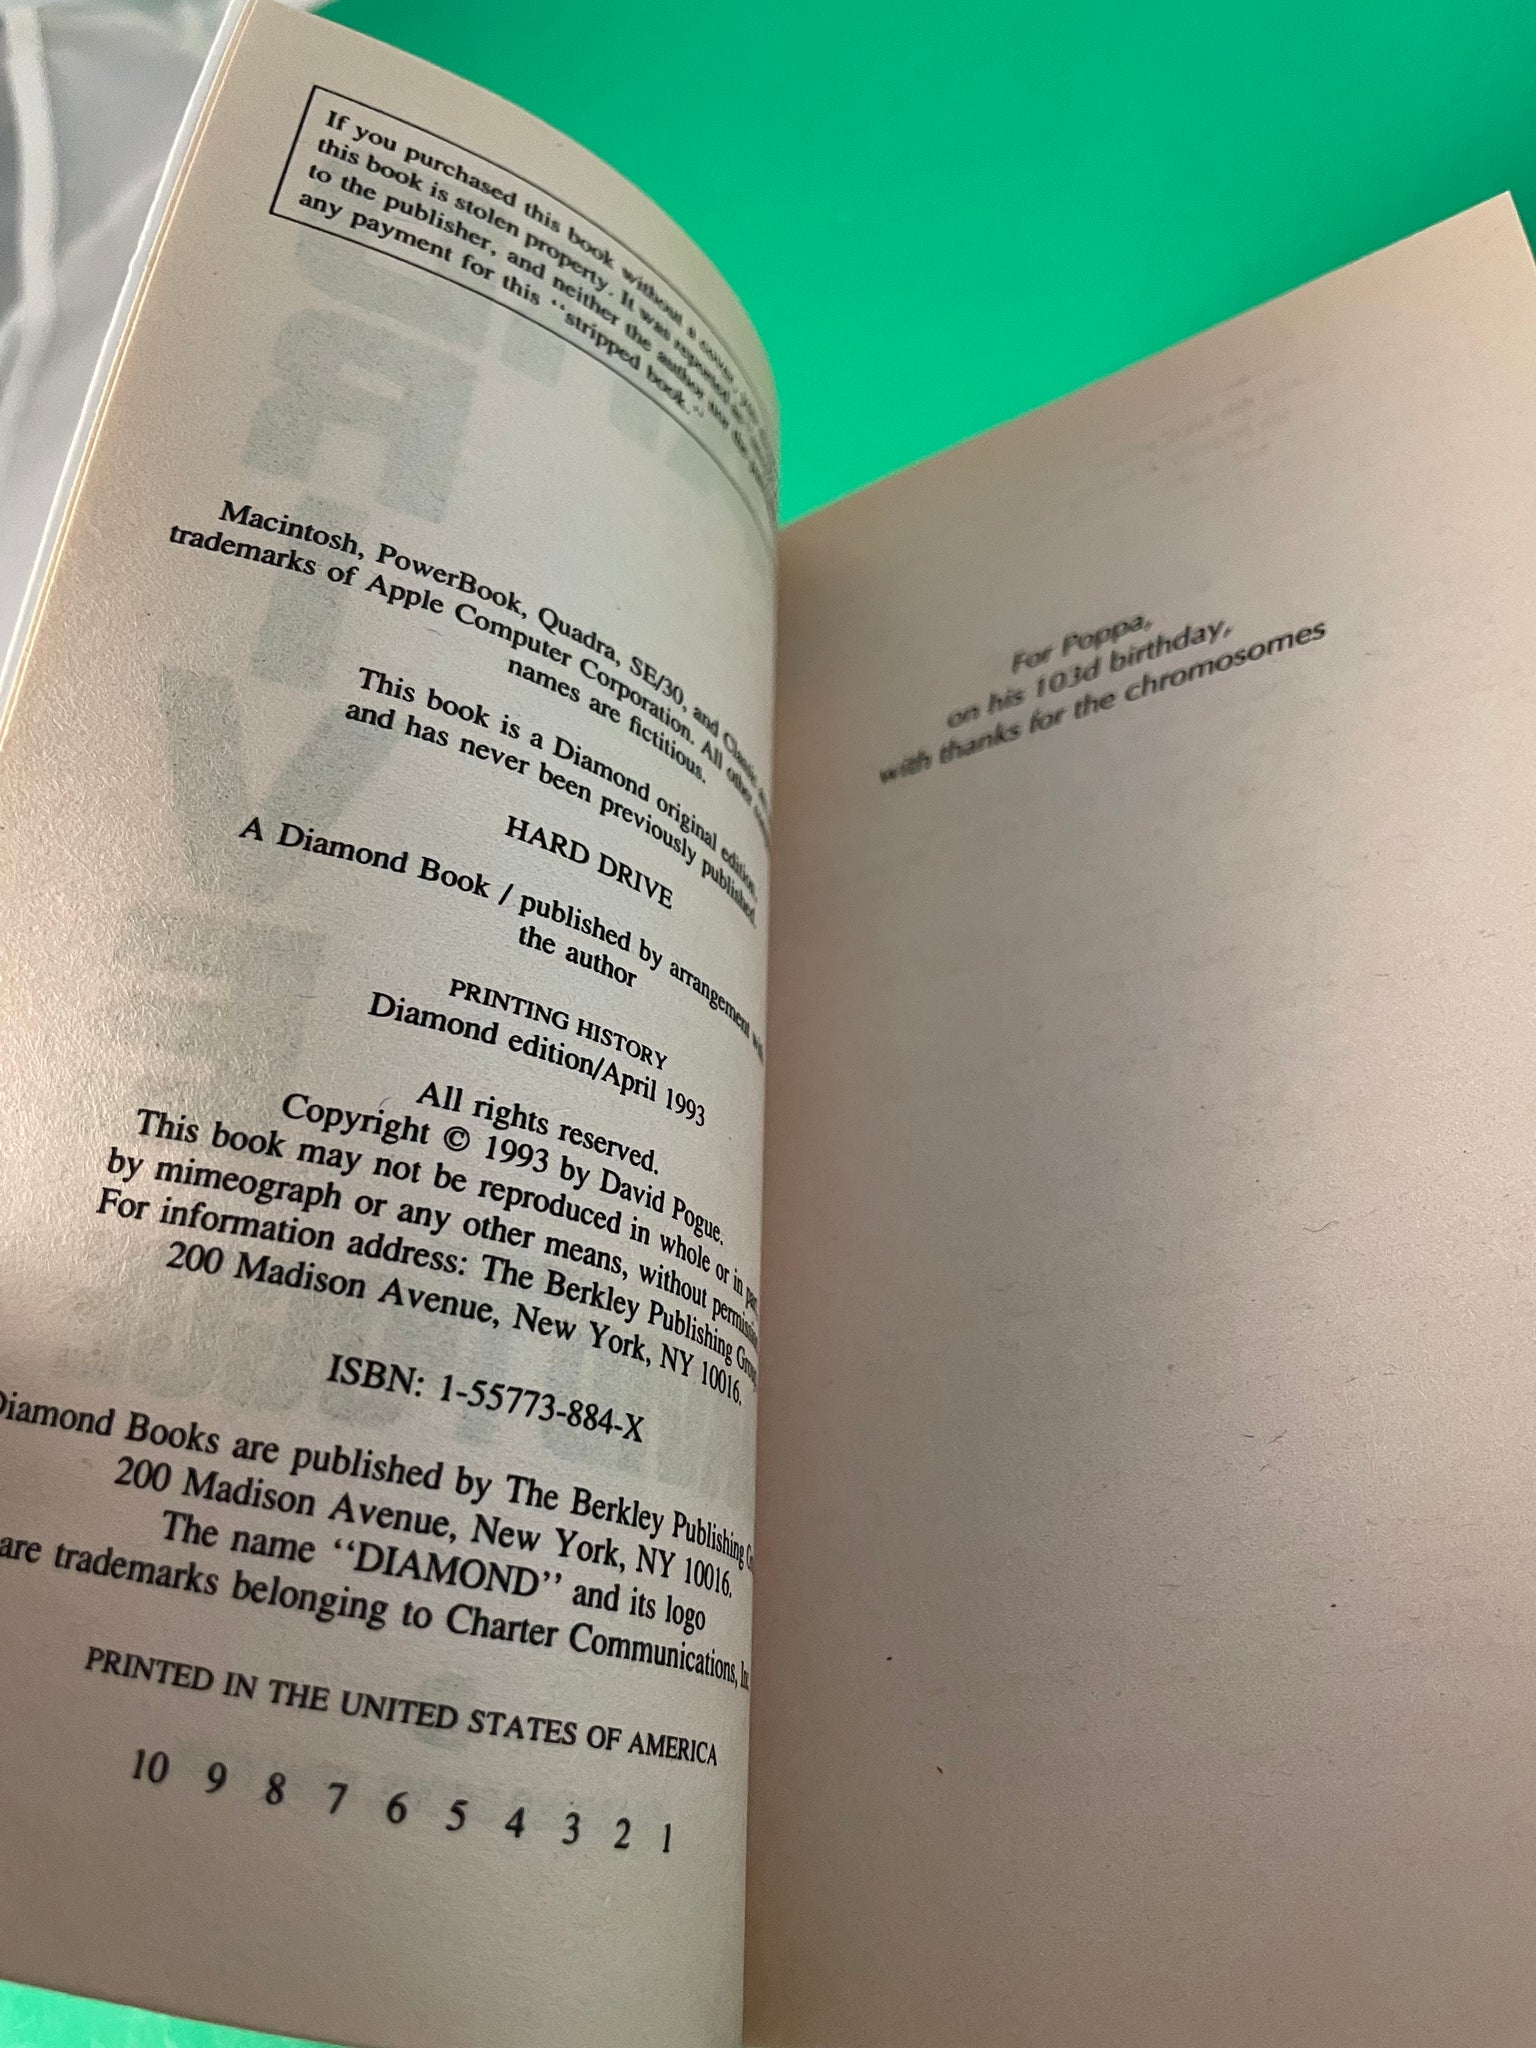 If you purchased this book without a cover, you
this book is stolen property. It was reported as
to the publisher, and neither the author nor the
any payment for this "stripped book."
Macintosh, PowerBook, Quadra, SE/30, and Classic
trademarks of Apple Computer Corporation. All other
names are fictitious.
This book is a Diamond original edition,
and has never been previously published.
HARD DRIVE
A Diamond Book / published by arrangement with
the author
PRINTING HISTORY
Diamond edition/April 1993
All rights reserved.
Copyright © 1993 by David Pogue.
This book may not be reproduced in whole or in part,
by mimeograph or any other means, without permission.
For information address: The Berkley Publishing Group,
200 Madison Avenue, New York, NY 10016.
ISBN: 1-55773-884-X
Diamond Books are published by The Berkley Publishing
200 Madison Avenue, New York, NY 10016.
The name "DIAMOND" and its logo
are trademarks belonging to Charter Communications, Inc.
PRINTED IN THE UNITED STATES OF AMERICA
10 9 8 7 6 5 4 3 2 1
For Poppa,
on his 103d birthday,
with thanks for the chromosomes